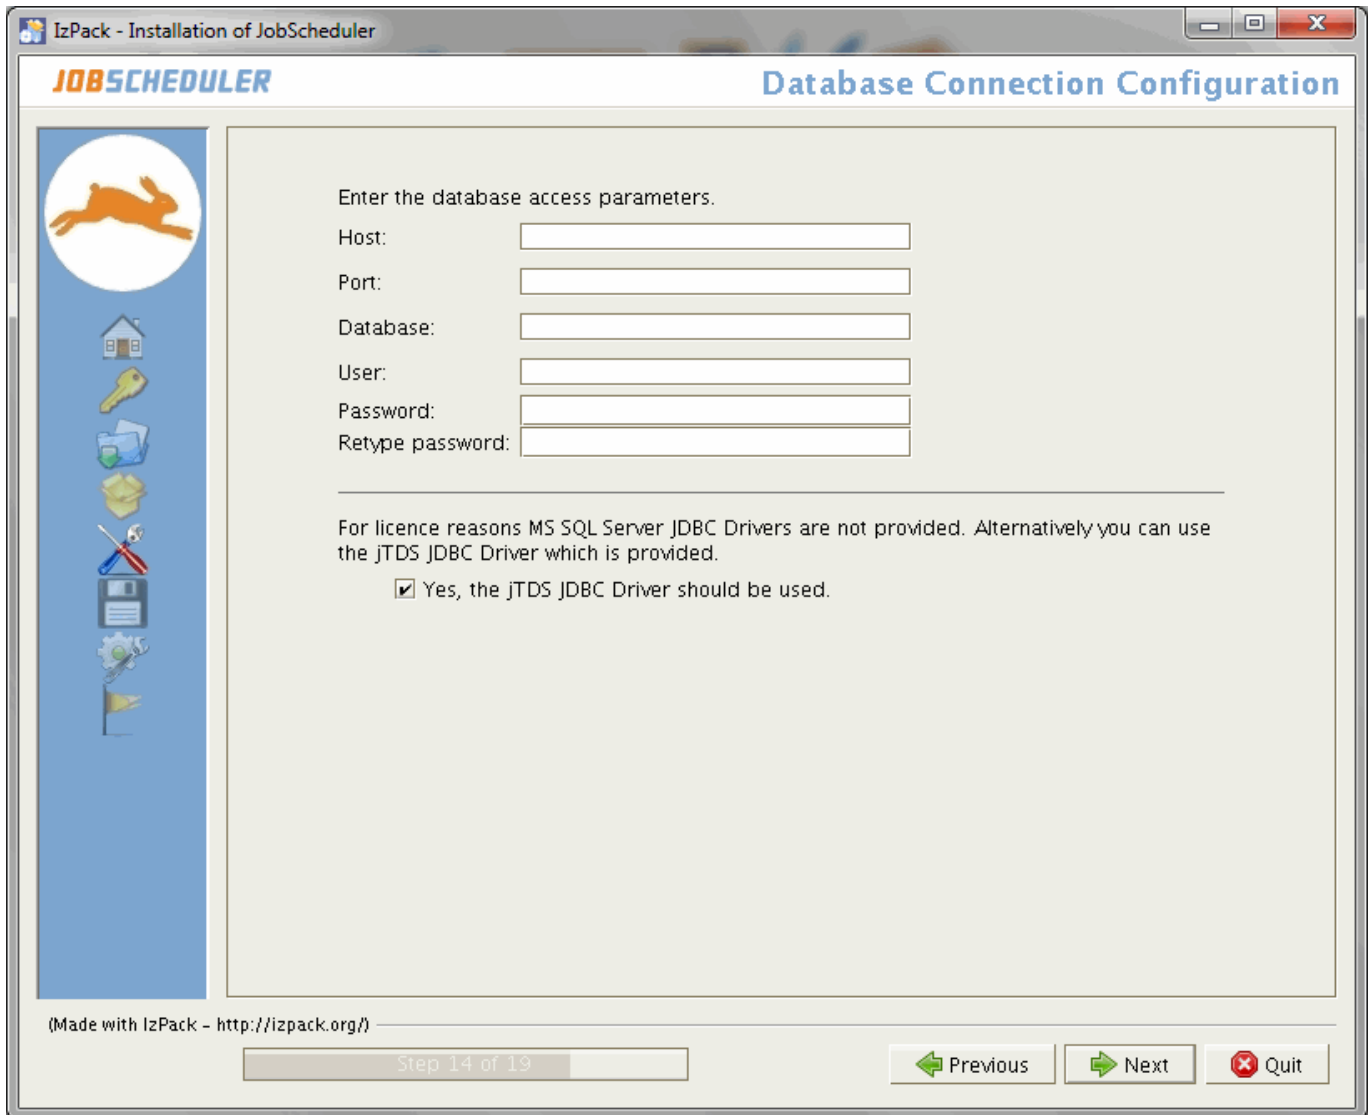 IzPack - Installation of JobScheduler
JOBSCHEDULER
Database Connection Configuration
Enter the database access parameters.
Host:
Port:
Database:
User:
Password:
Retype password:
For licence reasons MS SQL Server JDBC Drivers are not provided. Alternatively you can use
the jTDS JDBC Driver which is provided.
Yes, the jTDS JDBC Driver should be used.
(Made with IzPack - http://izpack.org/)
Step 14 of 19
Previous
Next
Quit